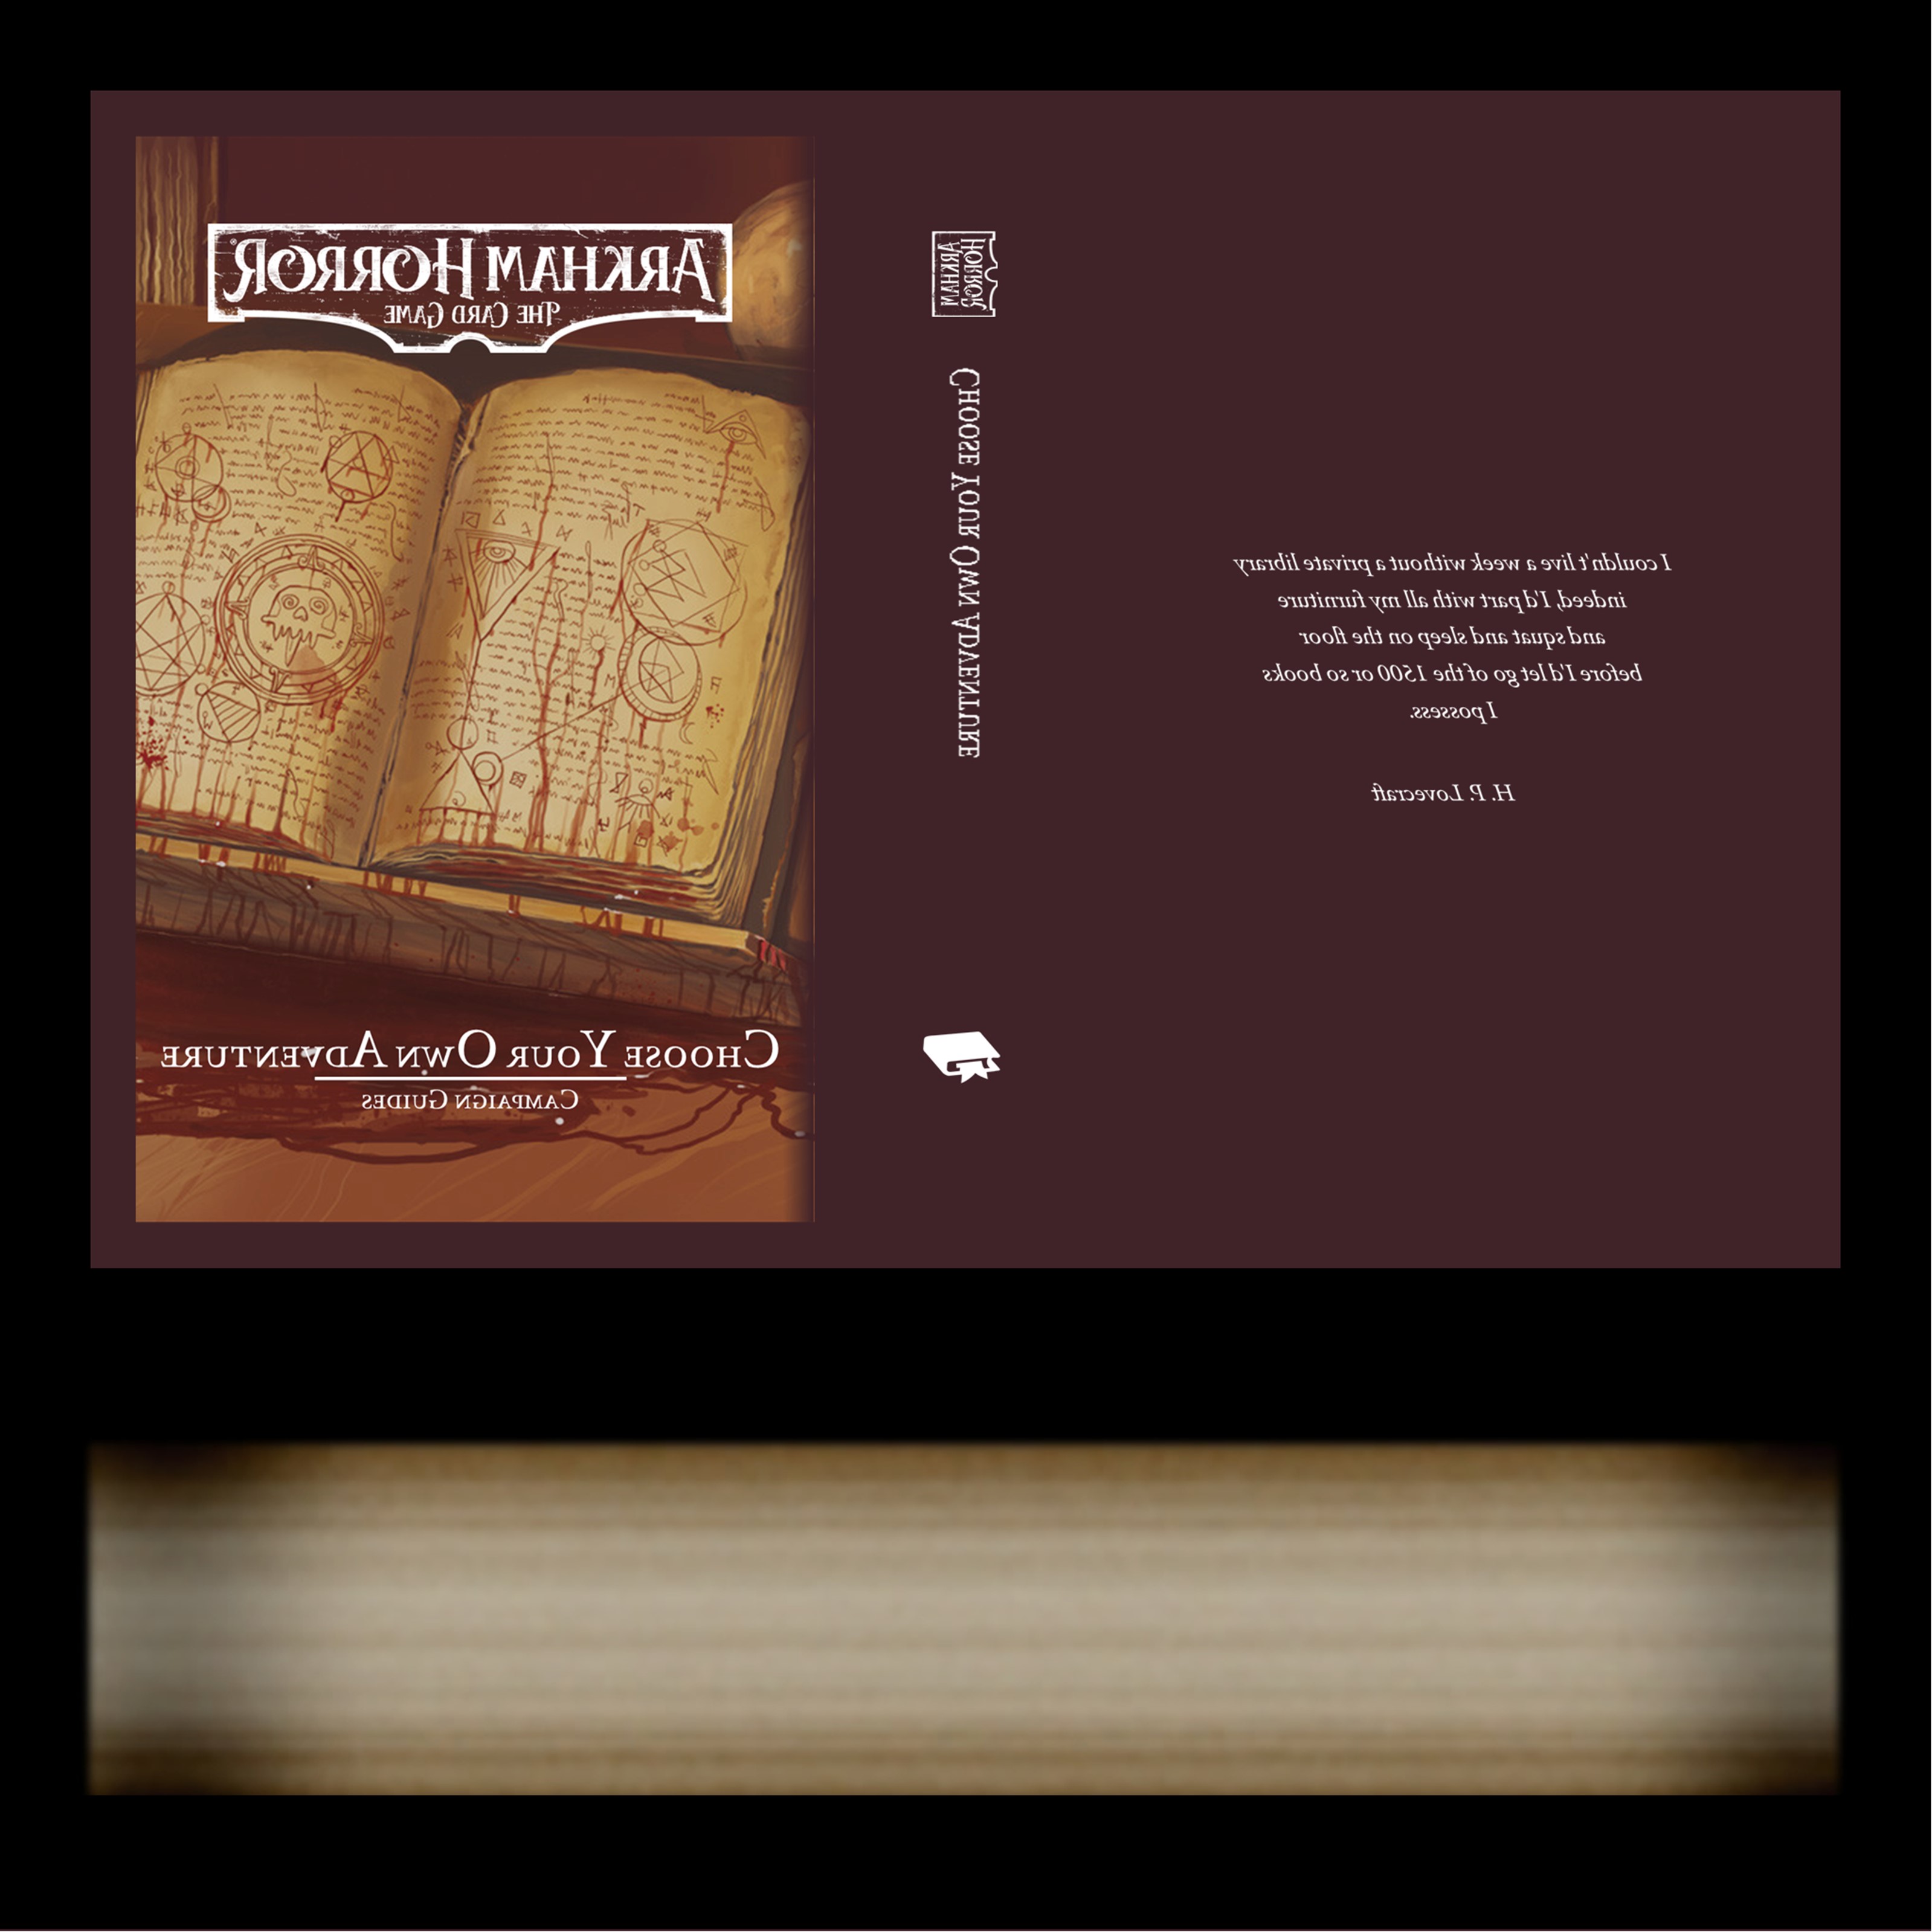 ARKHAM HORROR
THE CARD GAME
CHOOSE YOUR OWN ADVENTURE
CAMPAIGN GUIDES
ARKHAM
HORROR
CHOOSE YOUR OWN ADVENTURE
I couldn't live a week without a private library
indeed, I'd part with all my furniture
and squat and sleep on the floor
before I'd let go of the 1500 or so books
I possess.
H. P. Lovecraft